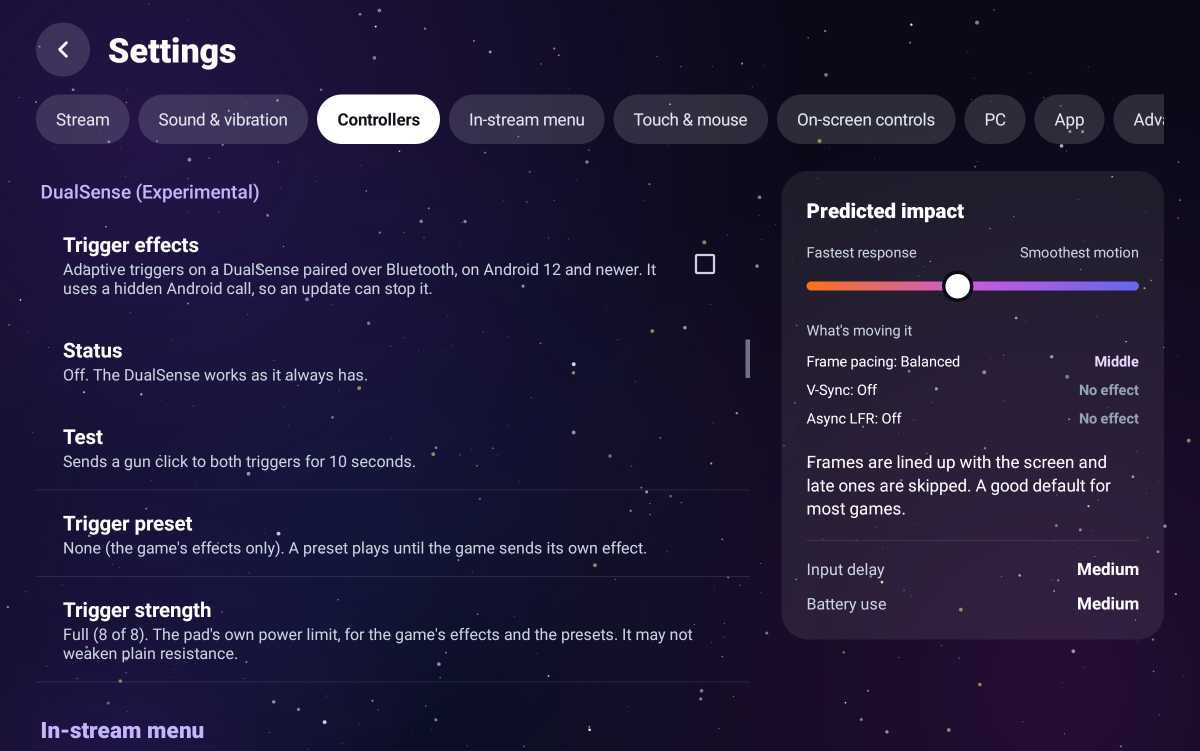 Settings
Stream
Sound & vibration
Controllers
In-stream menu
Touch & mouse
On-screen controls
PC
App
Adv
DualSense (Experimental)
Trigger effects
Adaptive triggers on a DualSense paired over Bluetooth, on Android 12 and newer. It
uses a hidden Android call, so an update can stop it.
Status
Off. The DualSense works as it always has.
Test
Sends a gun click to both triggers for 10 seconds.
Trigger preset
None (the game's effects only). A preset plays until the game sends its own effect.
Trigger strength
Full (8 of 8). The pad's own power limit, for the game's effects and the presets. It may not
weaken plain resistance.
In-stream menu
Predicted impact
Fastest response
Smoothest motion
What's moving it
Frame pacing: Balanced
Middle
V-Sync: Off
No effect
Async LFR: Off
No effect
Frames are lined up with the screen and
late ones are skipped. A good default for
most games.
Input delay
Medium
Battery use
Medium